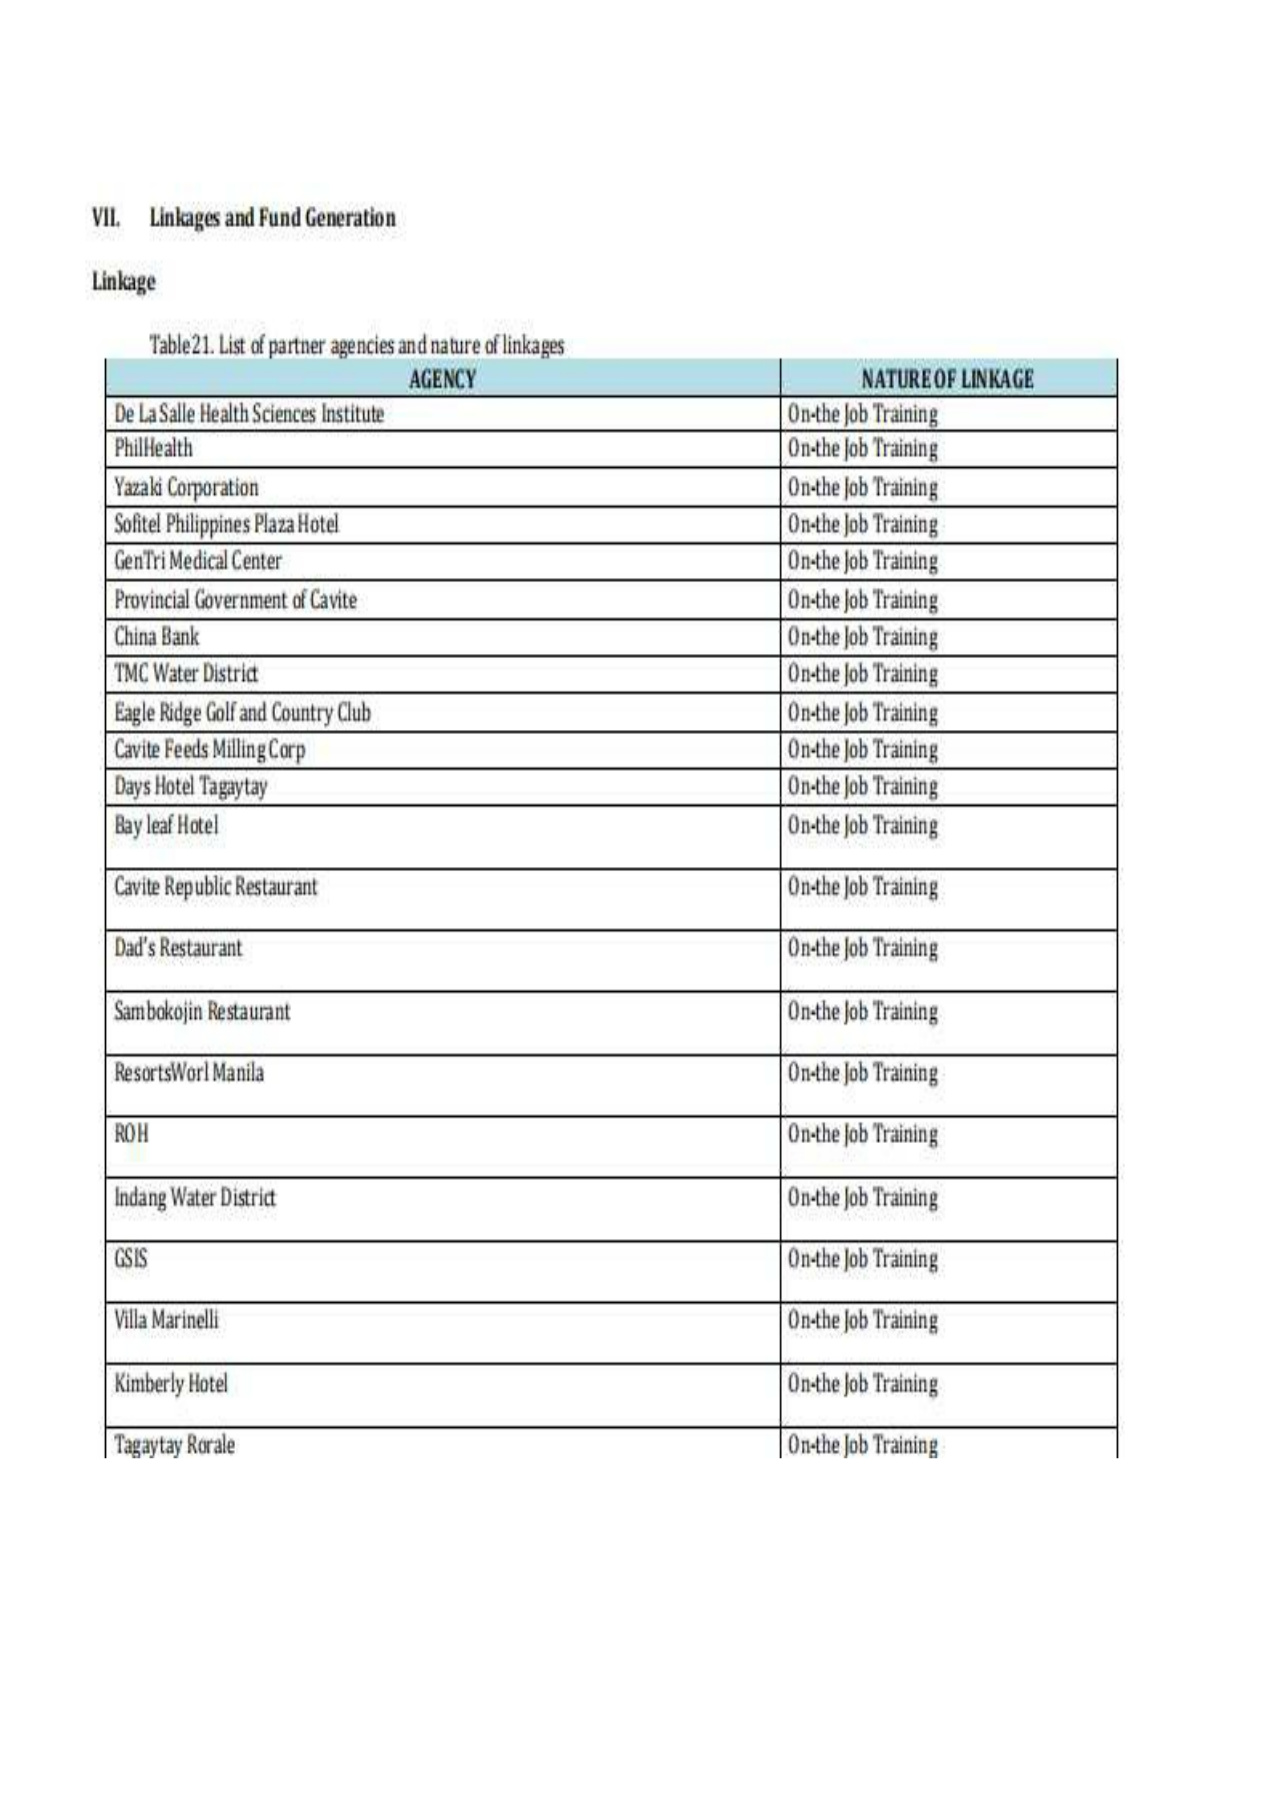 VII. Linkages and Fund Generation
Linkage
Table21. List of partner agencies and nature of linkages
AGENCY NATURE OF LINKAGE
De La Salle Health Sciences Institute On-the Job Training
PhilHealth On-the Job Training
Yazaki Corporation On-the Job Training
Sofitel Philippines Plaza Hotel On-the Job Training
GenTri Medical Center On-the Job Training
Provincial Government of Cavite On-the Job Training
China Bank On-the Job Training
TMC Water District On-the Job Training
Eagle Ridge Golf and Country Club On-the Job Training
Cavite Feeds Milling Corp On-the Job Training
Days Hotel Tagaytay On-the Job Training
Bay leaf Hotel On-the Job Training
Cavite Republic Restaurant On-the Job Training
Dad's Restaurant On-the Job Training
Sambokojin Restaurant On-the Job Training
ResortsWorl Manila On-the Job Training
ROH On-the Job Training
Indang Water District On-the Job Training
GSIS On-the Job Training
Villa Marinelli On-the Job Training
Kimberly Hotel On-the Job Training
Tagaytay Rorale On-the Job Training